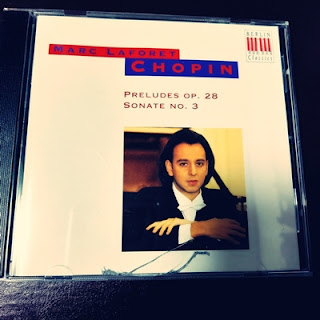 MARC LAFORET
CHOPIN
PRELUDES OP. 28
SONATE NO. 3
BERLIN
Classics